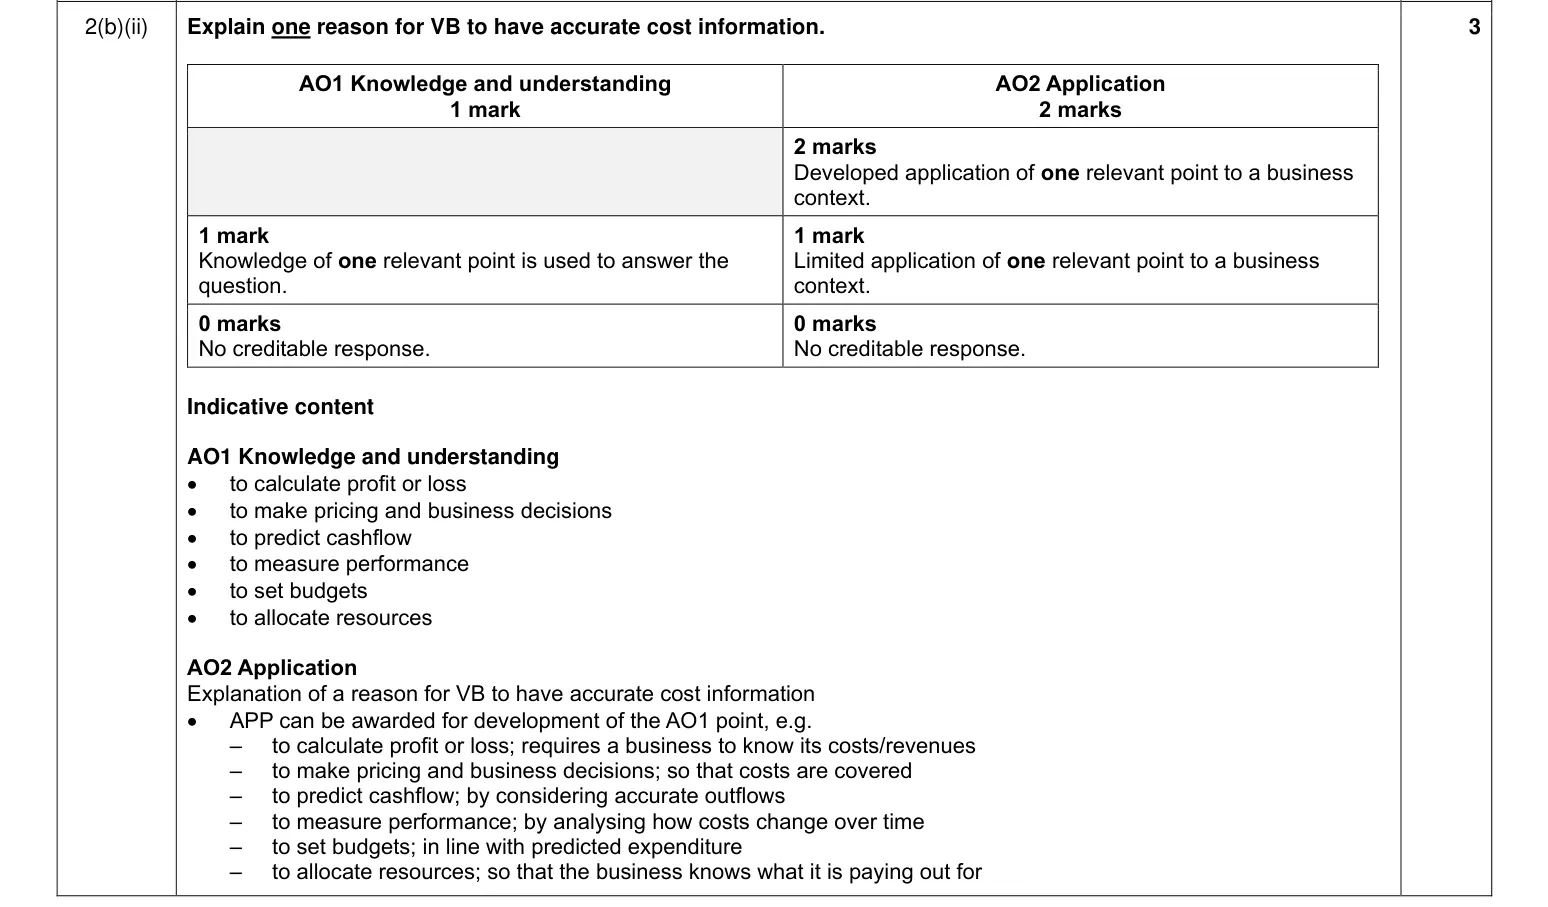 2(b)(ii)
Explain one reason for VB to have accurate cost information.
3
AO1 Knowledge and understanding
1 mark
AO2 Application
2 marks
2 marks
Developed application of one relevant point to a business
context.
1 mark
Knowledge of one relevant point is used to answer the
question.
1 mark
Limited application of one relevant point to a business
context.
0 marks
No creditable response.
0 marks
No creditable response.
Indicative content
AO1 Knowledge and understanding
• to calculate profit or loss
• to make pricing and business decisions
• to predict cashflow
• to measure performance
• to set budgets
• to allocate resources
AO2 Application
Explanation of a reason for VB to have accurate cost information
• APP can be awarded for development of the AO1 point, e.g.
– to calculate profit or loss; requires a business to know its costs/revenues
– to make pricing and business decisions; so that costs are covered
– to predict cashflow; by considering accurate outflows
– to measure performance; by analysing how costs change over time
– to set budgets; in line with predicted expenditure
– to allocate resources; so that the business knows what it is paying out for